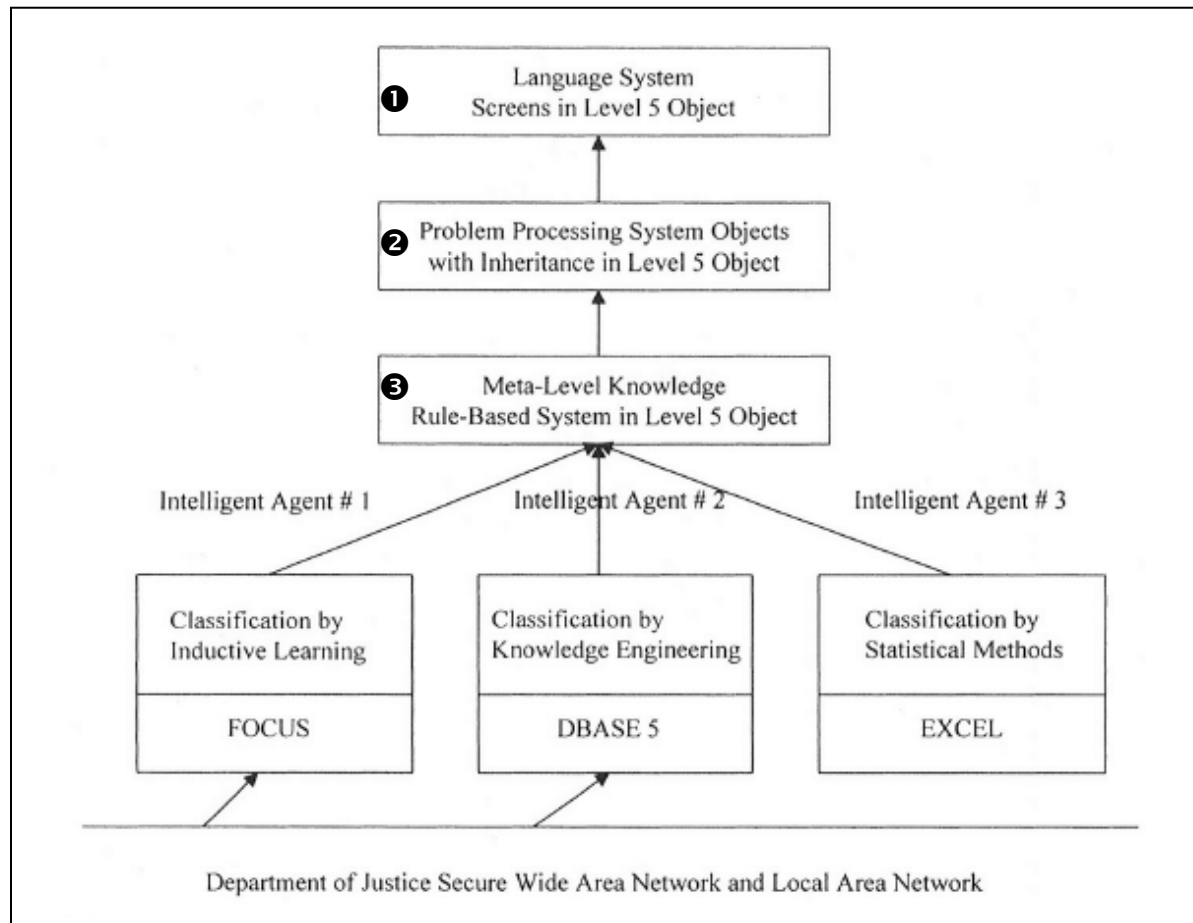 ❶ Language System
Screens in Level 5 Object
❷ Problem Processing System Objects
with Inheritance in Level 5 Object
❸ Meta-Level Knowledge
Rule-Based System in Level 5 Object
Intelligent Agent # 1
Intelligent Agent # 2
Intelligent Agent # 3
Classification by
Inductive Learning
FOCUS
Classification by
Knowledge Engineering
DBASE 5
Classification by
Statistical Methods
EXCEL
Department of Justice Secure Wide Area Network and Local Area Network